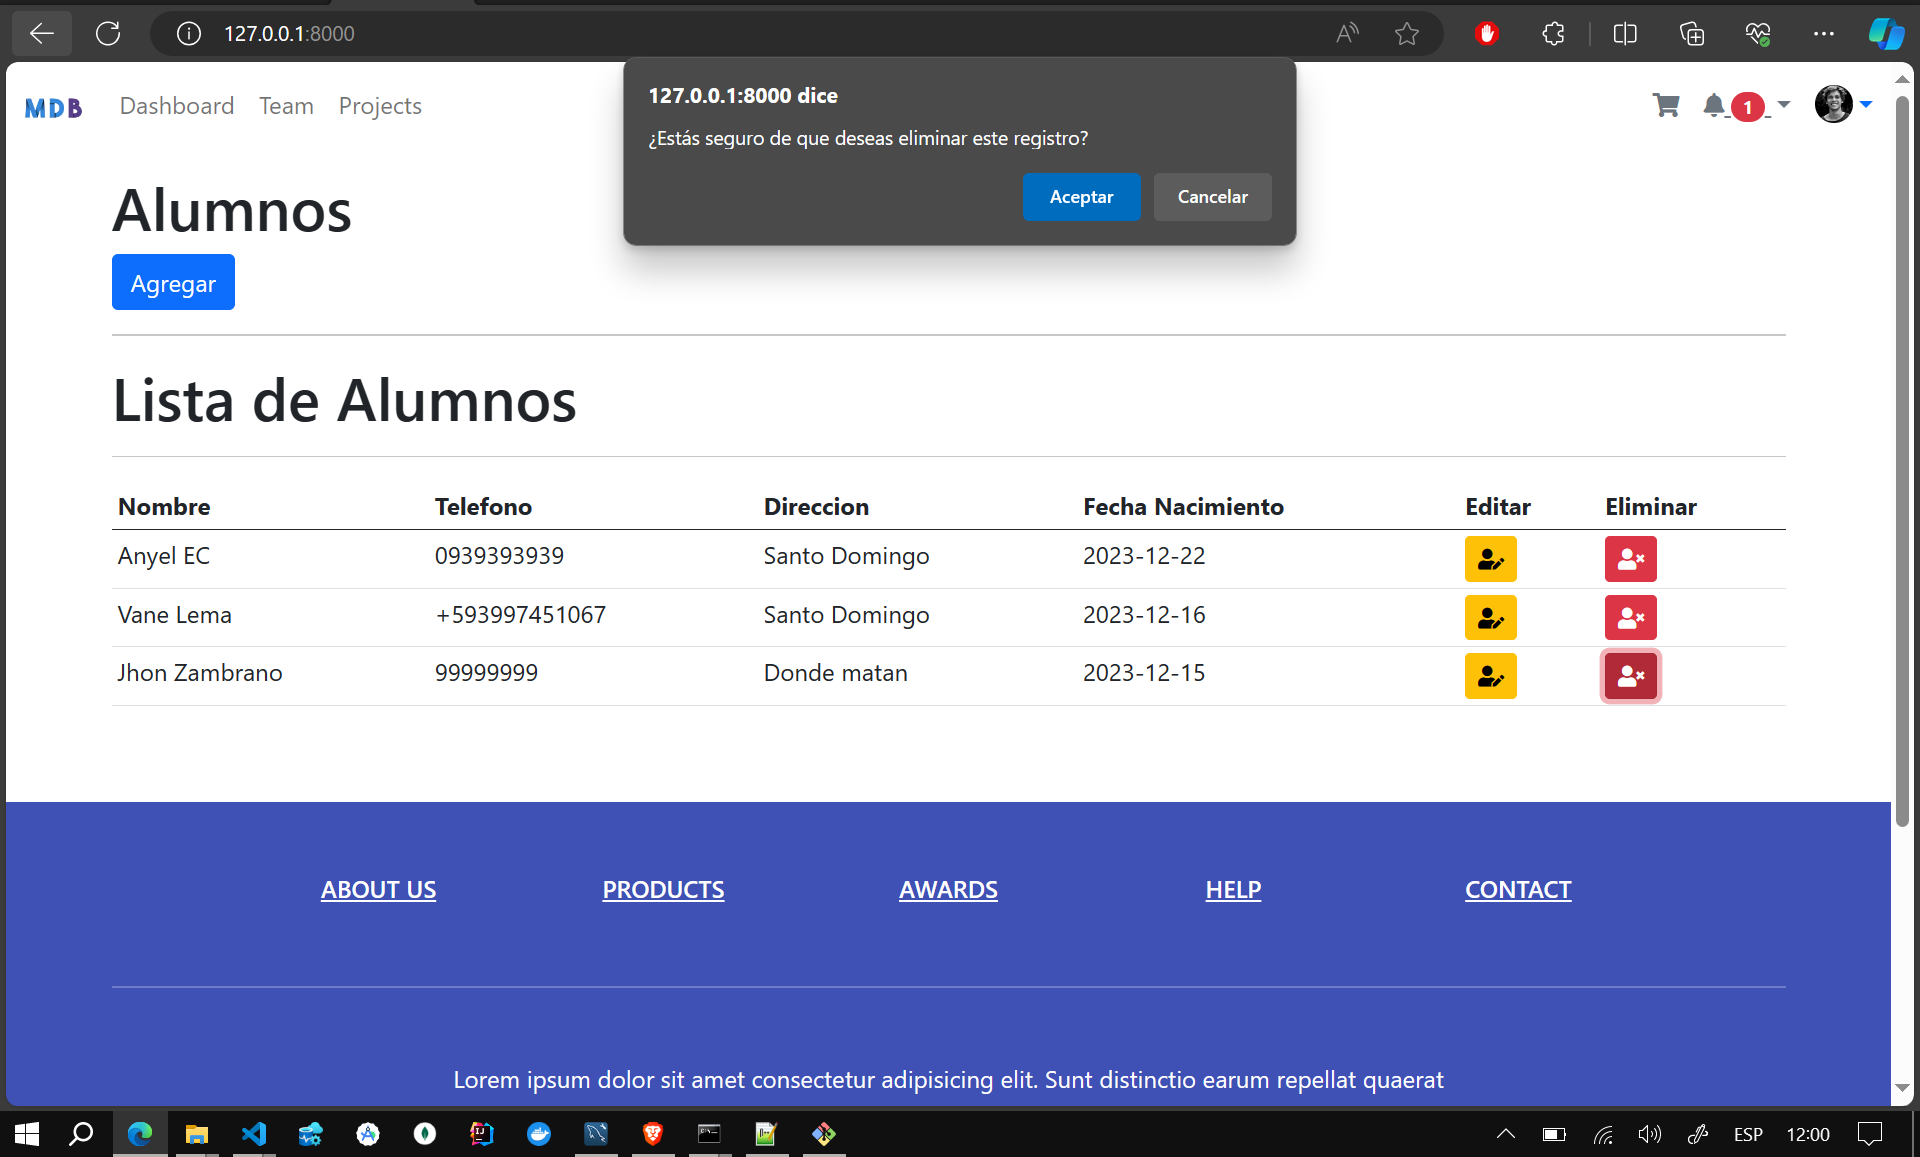 127.0.0.1:8000
127.0.0.1:8000 dice
¿Estás seguro de que deseas eliminar este registro?
Aceptar Cancelar
MDB Dashboard Team Projects 1
Alumnos
Agregar
Lista de Alumnos
Nombre Telefono Direccion Fecha Nacimiento Editar Eliminar
Anyel EC 0939393939 Santo Domingo 2023-12-22
Vane Lema +593997451067 Santo Domingo 2023-12-16
Jhon Zambrano 99999999 Donde matan 2023-12-15
ABOUT US PRODUCTS AWARDS HELP CONTACT
Lorem ipsum dolor sit amet consectetur adipisicing elit. Sunt distinctio earum repellat quaerat
ESP 12:00